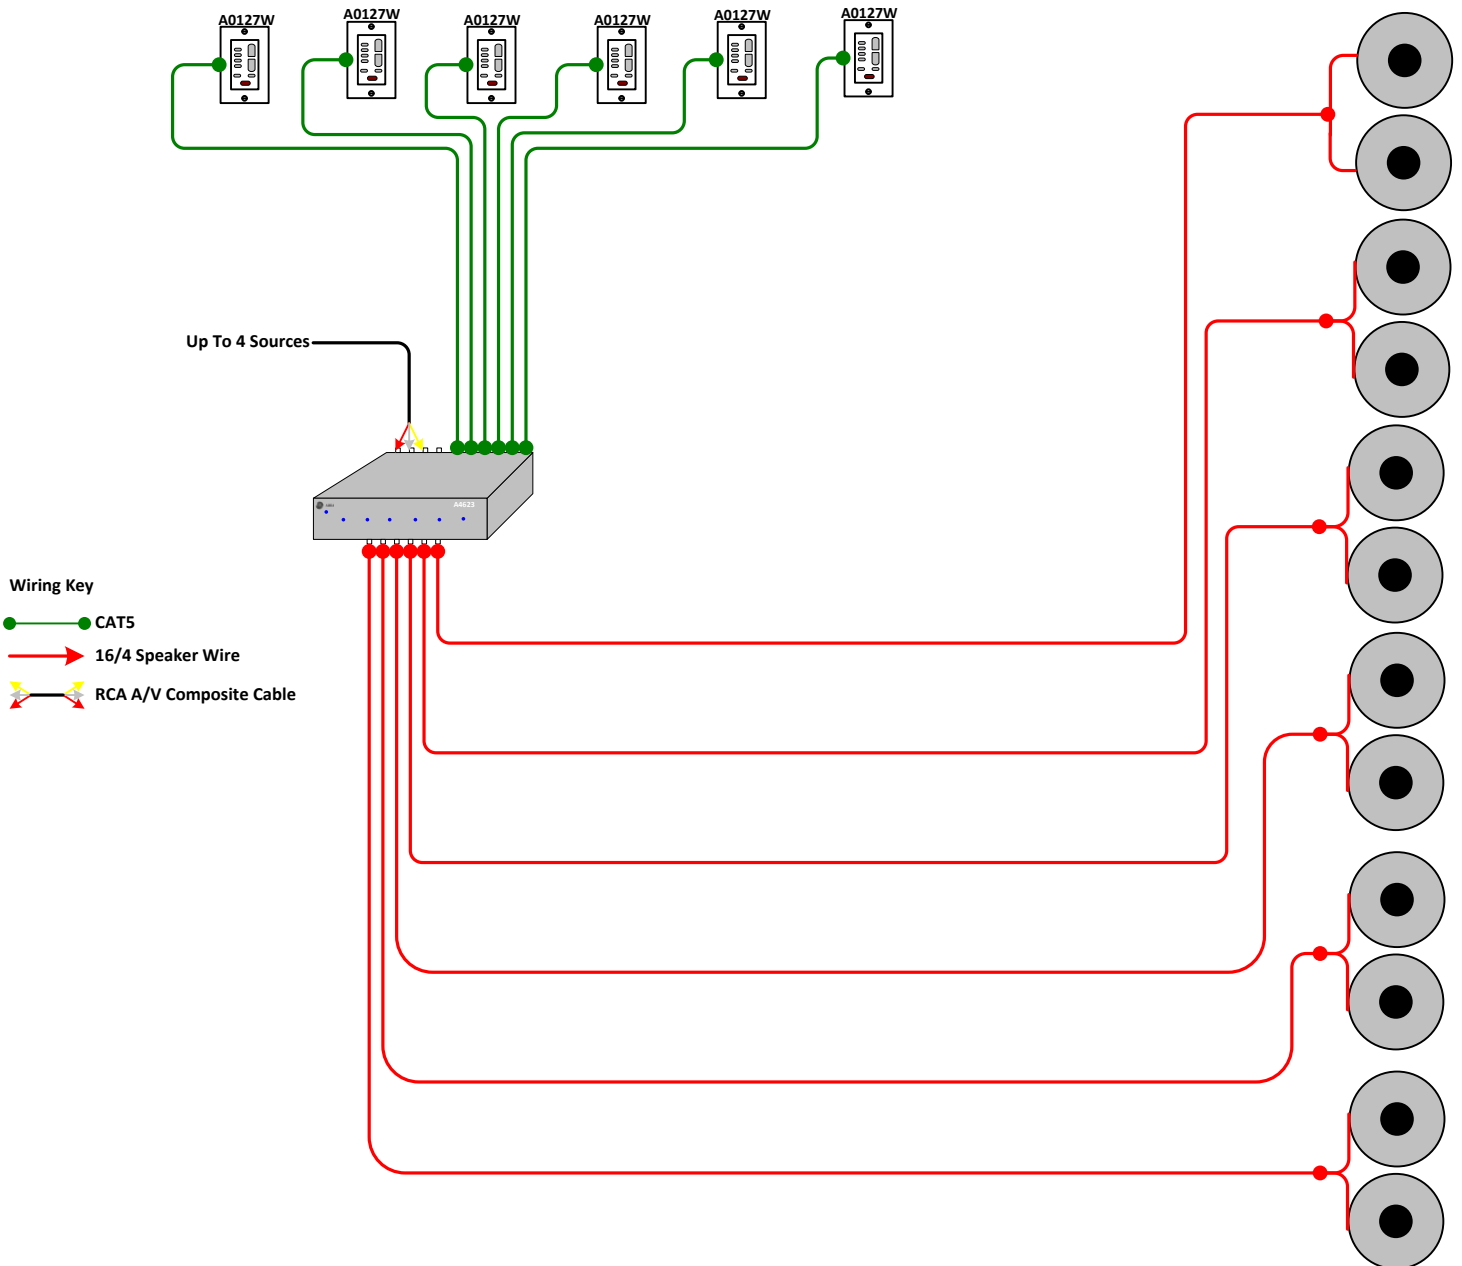 A0127W
A0127W
A0127W
A0127W
A0127W
A0127W
Up To 4 Sources
A4623
Wiring Key
CAT5
16/4 Speaker Wire
RCA A/V Composite Cable